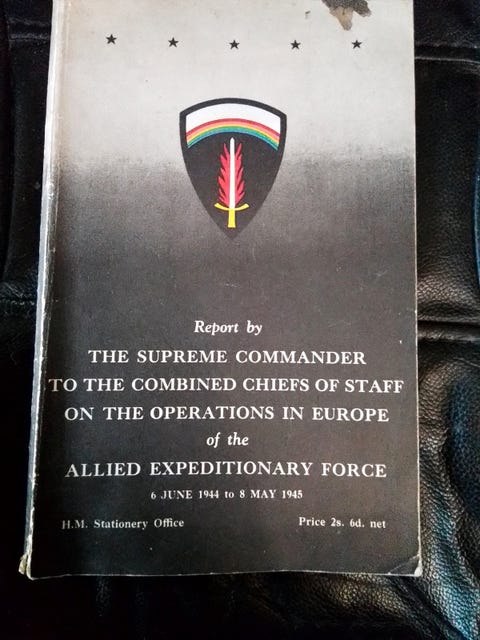 Report by
THE SUPREME COMMANDER
TO THE COMBINED CHIEFS OF STAFF
ON THE OPERATIONS IN EUROPE
of the
ALLIED EXPEDITIONARY FORCE
6 JUNE 1944 to 8 MAY 1945
H.M. Stationery Office
Price 2s. 6d. net